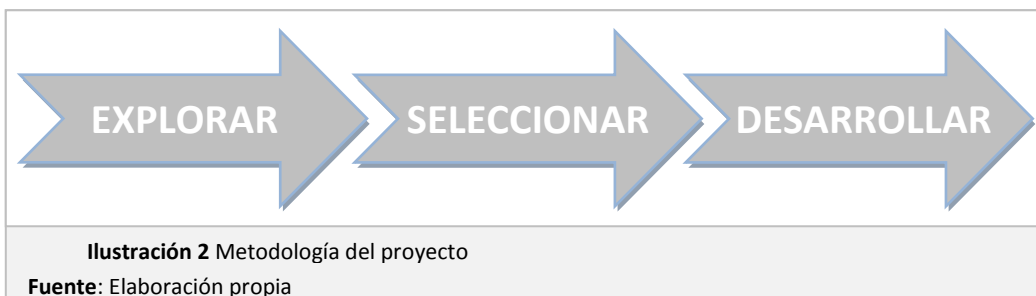 EXPLORAR SELECCIONAR DESARROLLAR
Ilustración 2 Metodología del proyecto
Fuente: Elaboración propia